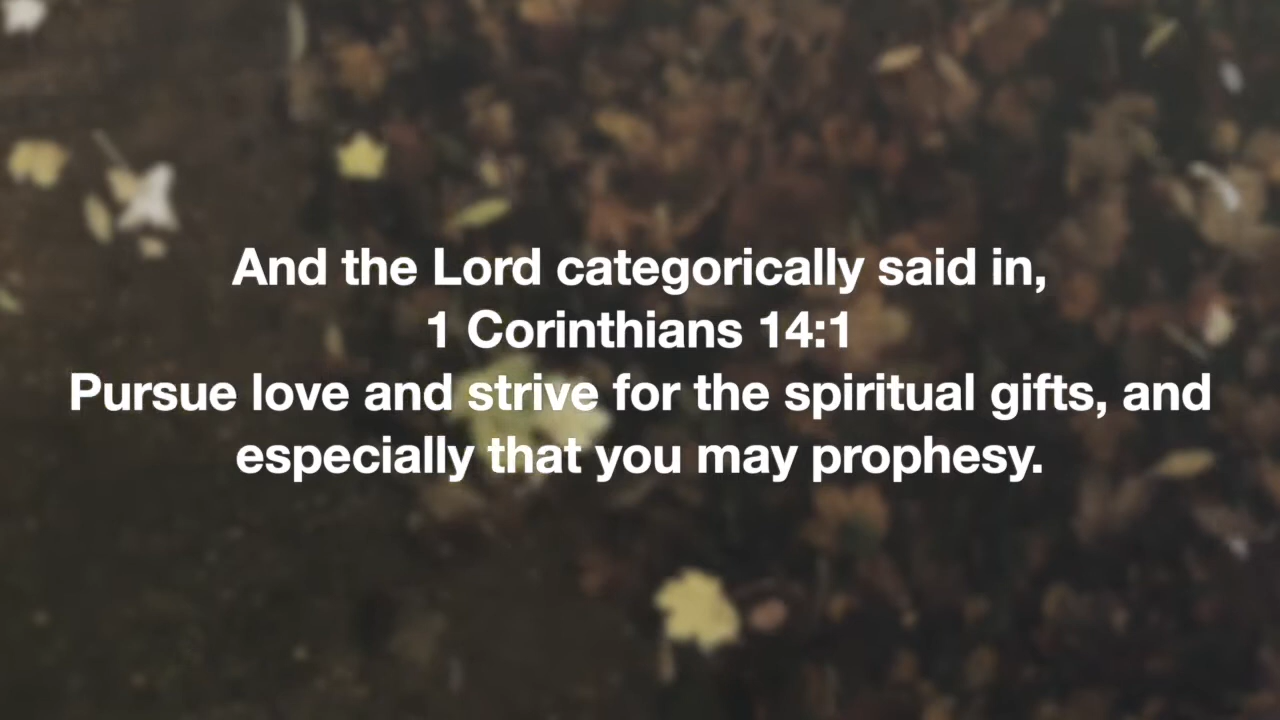 And the Lord categorically said in,
1 Corinthians 14:1
Pursue love and strive for the spiritual gifts, and
especially that you may prophesy.